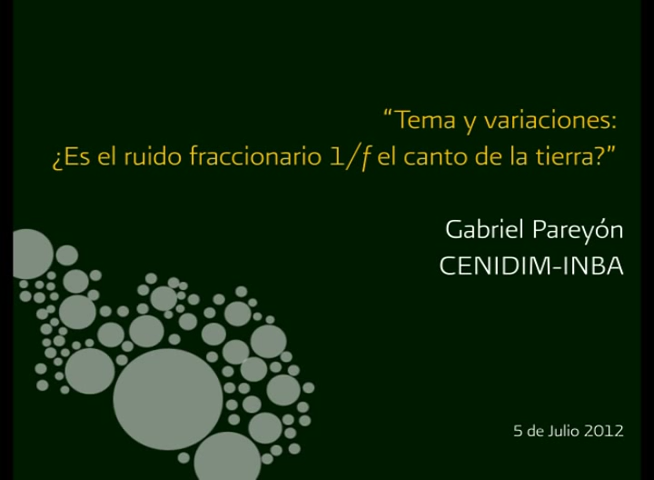 “Tema y variaciones:
¿Es el ruido fraccionario 1/f el canto de la tierra?”
Gabriel Pareyón
CENIDIM-INBA
5 de Julio 2012